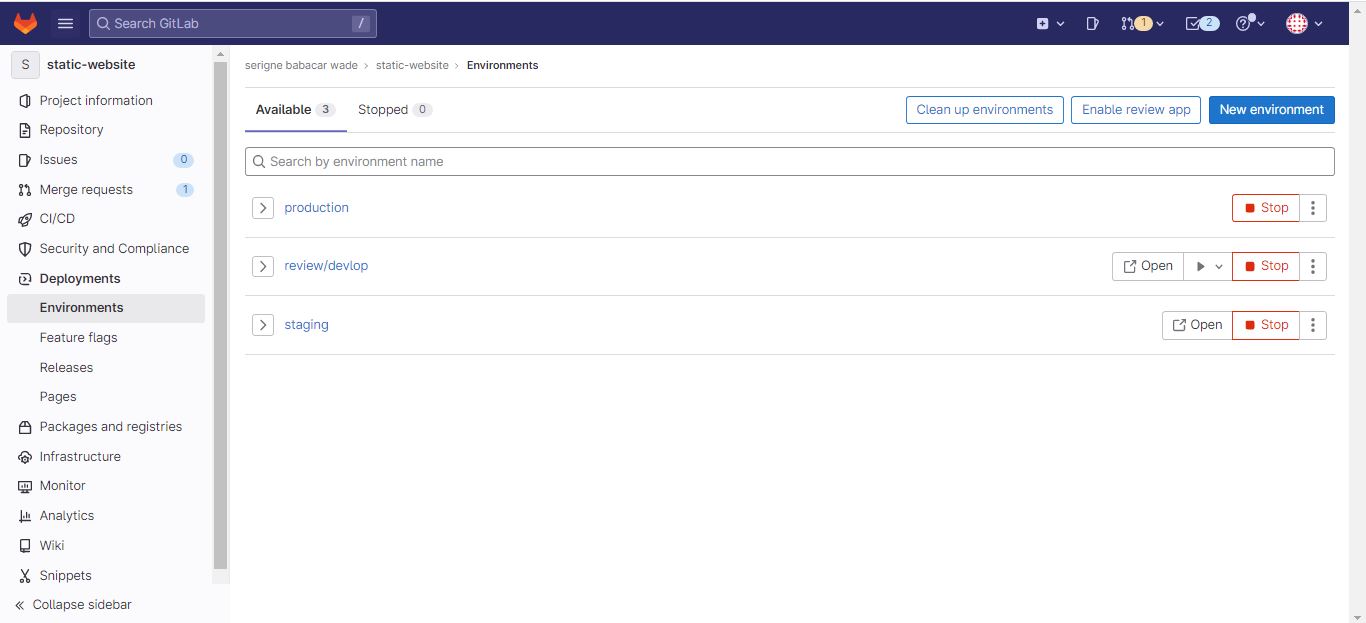 Search GitLab /
1
2
S static-website
Project information
Repository
Issues 0
Merge requests 1
CI/CD
Security and Compliance
Deployments
Environments
Feature flags
Releases
Pages
Packages and registries
Infrastructure
Monitor
Analytics
Wiki
Snippets
Collapse sidebar
serigne babacar wade › static-website › Environments
Available 3 Stopped 0 Clean up environments Enable review app New environment
Search by environment name
production Stop
review/devlop Open Stop
staging Open Stop